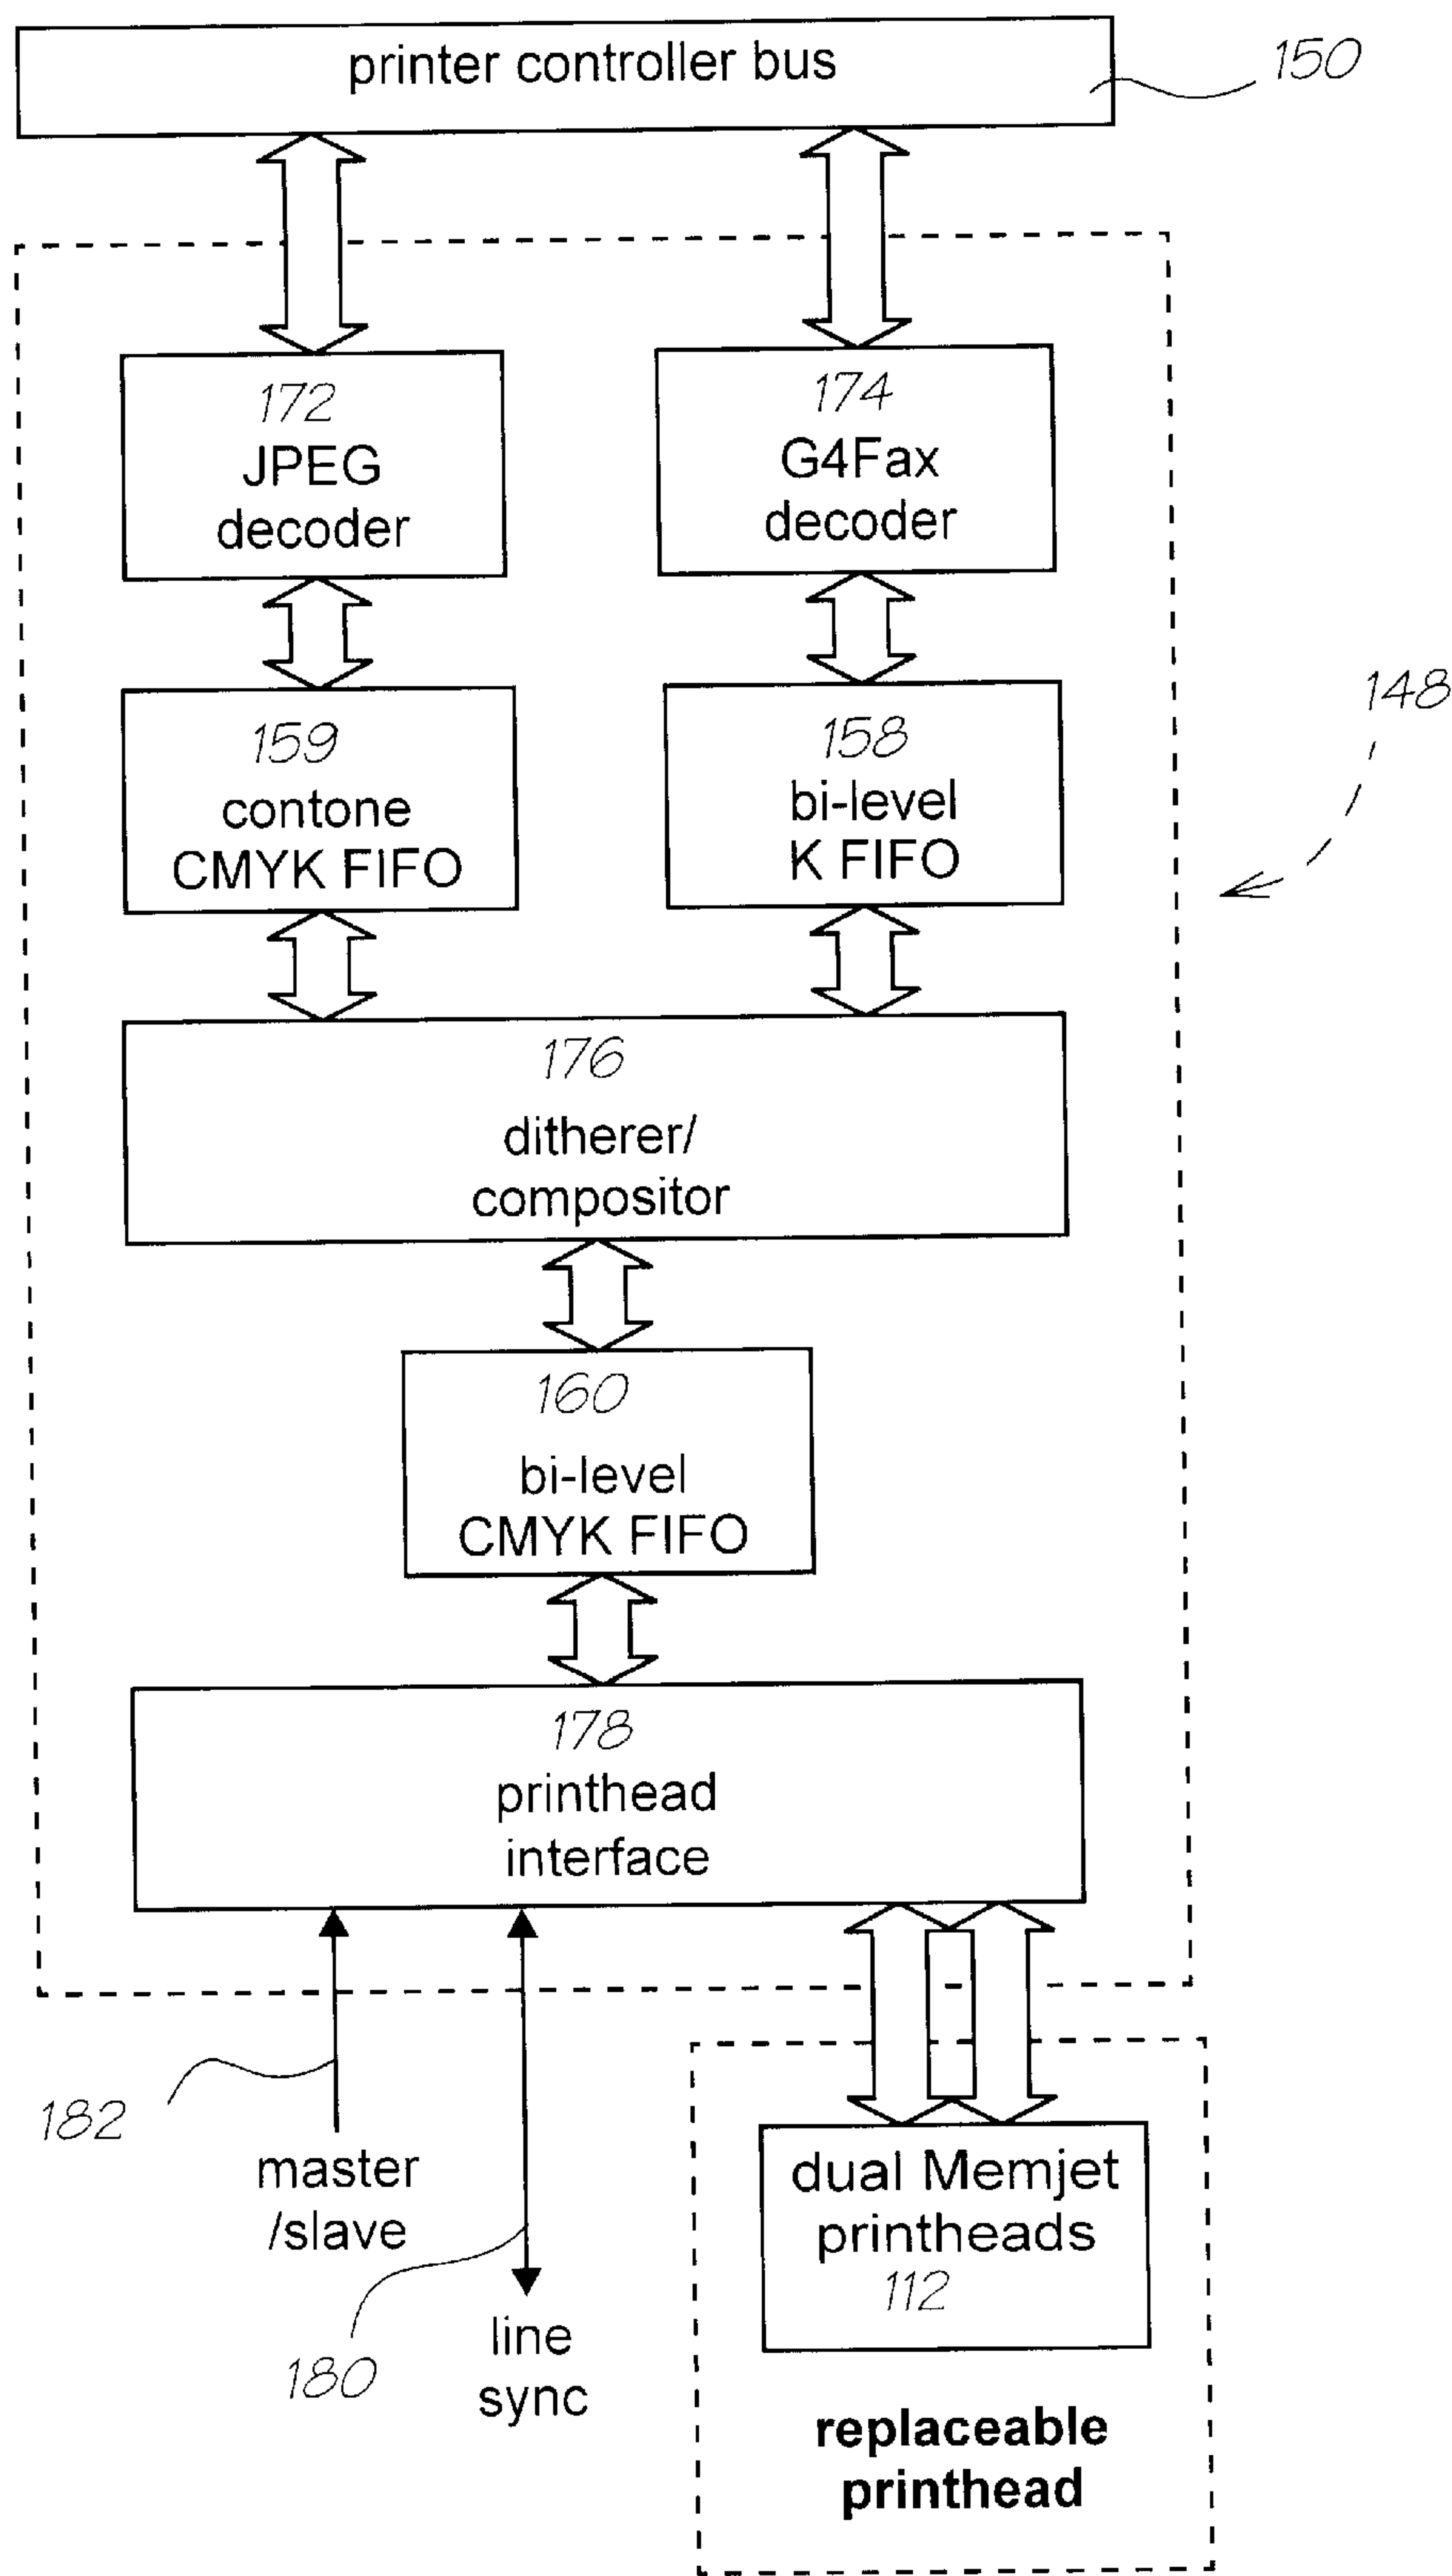 printer controller bus
150
172
JPEG
decoder
174
G4Fax
decoder
148
159
contone
CMYK FIFO
158
bi-level
K FIFO
176
ditherer/
compositor
160
bi-level
CMYK FIFO
178
printhead
interface
182
master
/slave
180
line
sync
dual Memjet
printheads
112
replaceable
printhead